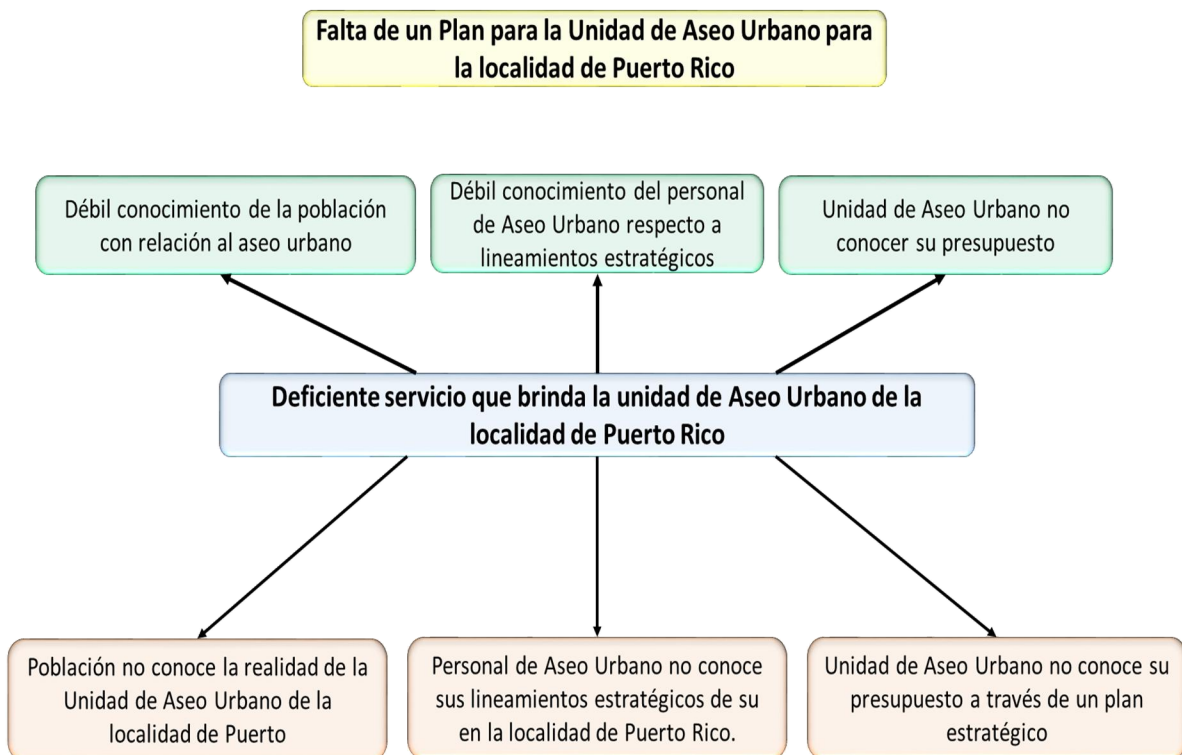 Falta de un Plan para la Unidad de Aseo Urbano para
la localidad de Puerto Rico
Débil conocimiento de la población
con relación al aseo urbano
Débil conocimiento del personal
de Aseo Urbano respecto a
lineamientos estratégicos
Unidad de Aseo Urbano no
conocer su presupuesto
Deficiente servicio que brinda la unidad de Aseo Urbano de la
localidad de Puerto Rico
Población no conoce la realidad de la
Unidad de Aseo Urbano de la
localidad de Puerto
Personal de Aseo Urbano no conoce
sus lineamientos estratégicos de su
en la localidad de Puerto Rico.
Unidad de Aseo Urbano no conoce su
presupuesto a través de un plan
estratégico